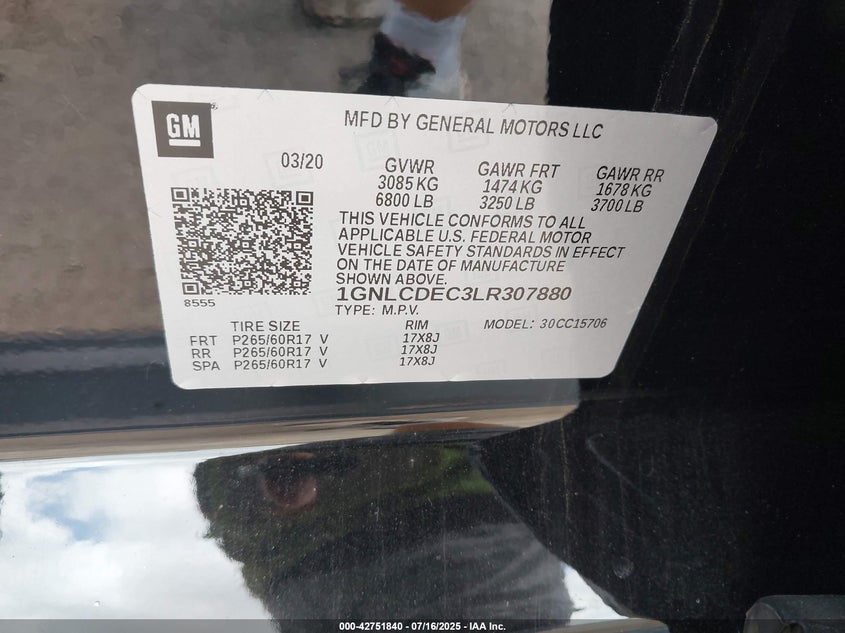 GM
MFD BY GENERAL MOTORS LLC
03/20
GVWR GAWR FRT GAWR RR
3085 KG 1474 KG 1678 KG
6800 LB 3250 LB 3700 LB
THIS VEHICLE CONFORMS TO ALL
APPLICABLE U.S. FEDERAL MOTOR
VEHICLE SAFETY STANDARDS IN EFFECT
ON THE DATE OF MANUFACTURE
SHOWN ABOVE.
8555
1GNLCDEC3LR307880
TYPE: M.P.V.
TIRE SIZE RIM MODEL: 30CC15706
FRT P265/60R17 V 17X8J
RR P265/60R17 V 17X8J
SPA P265/60R17 V 17X8J
000-42751840 - 07/16/2025 - IAA Inc.